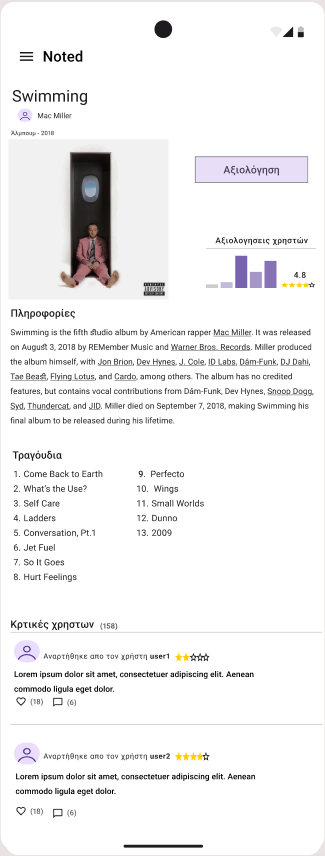 Noted
Swimming
Mac Miller
Άλμπουμ - 2018
Αξιολόγηση
Αξιολογησεις χρηστών
4.8
Πληροφορίες
Swimming is the fifth studio album by American rapper Mac Miller. It was released
on August 3, 2018 by REMember Music and Warner Bros. Records. Miller produced
the album himself, with Jon Brion, Dev Hynes, J. Cole, ID Labs, Dâm-Funk, DJ Dahi,
Tae Beast, Flying Lotus, and Cardo, among others. The album has no credited
features, but contains vocal contributions from Dâm-Funk, Dev Hynes, Snoop Dogg,
Syd, Thundercat, and JID. Miller died on September 7, 2018, making Swimming his
final album to be released during his lifetime.
Τραγούδια
1. Come Back to Earth
2. What's the Use?
3. Self Care
4. Ladders
5. Conversation, Pt.1
6. Jet Fuel
7. So It Goes
8. Hurt Feelings
9. Perfecto
10. Wings
11. Small Worlds
12. Dunno
13. 2009
Κρτικές χρηστων (158)
Αναρτήθηκε απο τον χρήστη user1
Lorem ipsum dolor sit amet, consectetuer adipiscing elit. Aenean
commodo ligula eget dolor.
(18) (6)
Αναρτήθηκε απο τον χρήστη user2
Lorem ipsum dolor sit amet, consectetuer adipiscing elit. Aenean
commodo ligula eget dolor.
(18) (6)